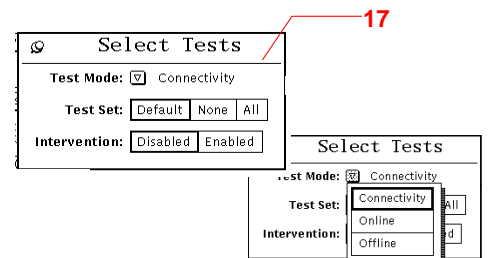 17
Select Tests
Test Mode: Connectivity
Test Set: Default None All
Intervention: Disabled Enabled
Select Tests
Test Mode: Connectivity
Test Set: All
Connectivity
Online
Intervention:
Offline